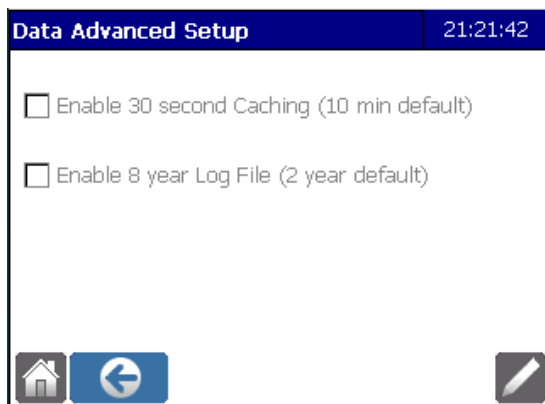 Data Advanced Setup 21:21:42
Enable 30 second Caching (10 min default)
Enable 8 year Log File (2 year default)